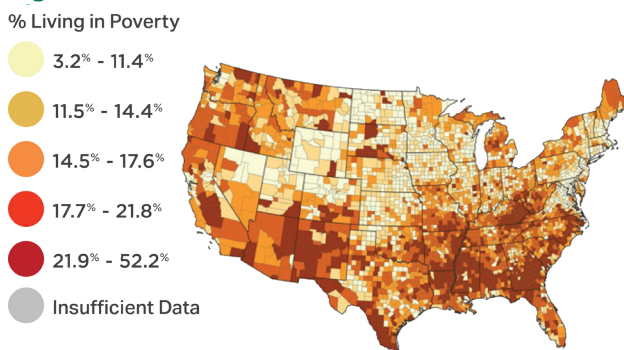 % Living in Poverty
3.2% - 11.4%
11.5% - 14.4%
14.5% - 17.6%
17.7% - 21.8%
21.9% - 52.2%
Insufficient Data